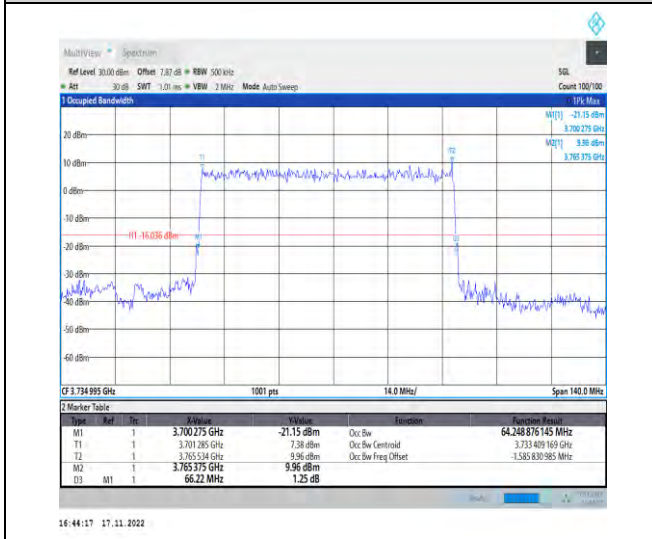 MultiView Spectrum
Ref Level 30.00 dBm Offset 7.87 dB RBW 500 kHz SGL
Att 30 dB SWT 1.01 ms VBW 2 MHz Mode Auto Sweep Count 100/100
1 Occupied Bandwidth 1Pk Max
M1[1] -21.15 dBm
3.700 275 GHz
M2[1] 9.96 dBm
3.765 375 GHz
20 dBm
T2
T1
10 dBm
0 dBm
-10 dBm
H1 -16.036 dBm
M1
D3
-20 dBm
-30 dBm
-40 dBm
-50 dBm
-60 dBm
CF 3.734 995 GHz 1001 pts 14.0 MHz/ Span 140.0 MHz
2 Marker Table
Type Ref Trc X-Value Y-Value Function Function Result
M1 1 3.700 275 GHz -21.15 dBm Occ Bw 64.248 876 145 MHz
T1 1 3.701 285 GHz 7.38 dBm Occ Bw Centroid 3.733 409 169 GHz
T2 1 3.765 534 GHz 9.96 dBm Occ Bw Freq Offset -1.585 830 985 MHz
M2 1 3.765 375 GHz 9.96 dBm
D3 M1 1 66.22 MHz 1.25 dB
16:44:17 17.11.2022